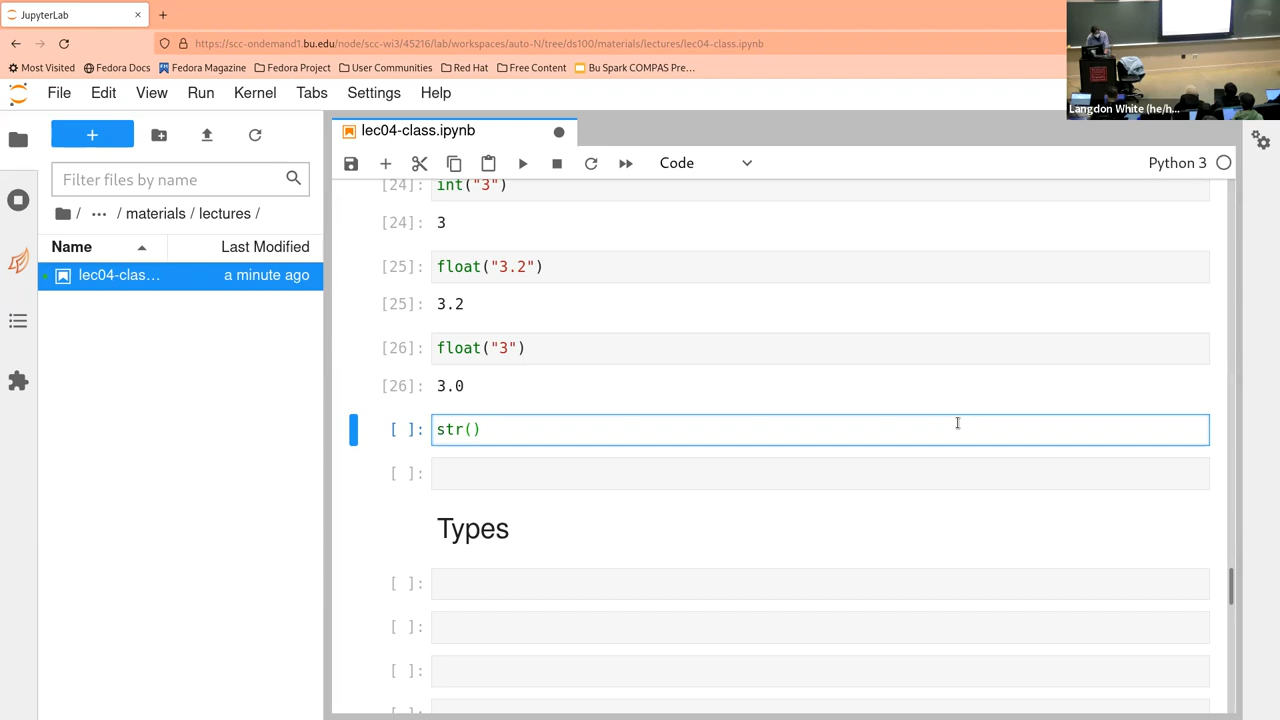 JupyterLab
https://scc-ondemand1.bu.edu/node/scc-wi3/45216/lab/workspaces/auto-N/tree/ds100/materials/lectures/lec04-class.ipynb
Most Visited Fedora Docs Fedora Magazine Fedora Project User Communities Red Hat Free Content Bu Spark COMPAS Pre…
Langdon White (he/h...
File Edit View Run Kernel Tabs Settings Help
lec04-class.ipynb
Code
Python 3
Filter files by name
/ ··· / materials / lectures /
Name Last Modified
lec04-clas… a minute ago
[24]: int("3")
[24]: 3
[25]: float("3.2")
[25]: 3.2
[26]: float("3")
[26]: 3.0
[ ]: str()
[ ]:
Types
[ ]:
[ ]:
[ ]:
[ ]: